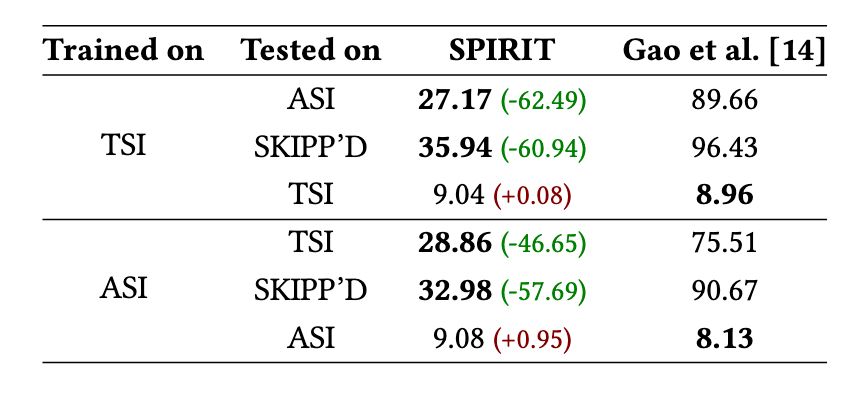 Trained on Tested on SPIRIT Gao et al. [14]
ASI 27.17 (-62.49) 89.66
TSI SKIPP'D 35.94 (-60.94) 96.43
TSI 9.04 (+0.08) 8.96
TSI 28.86 (-46.65) 75.51
ASI SKIPP'D 32.98 (-57.69) 90.67
ASI 9.08 (+0.95) 8.13